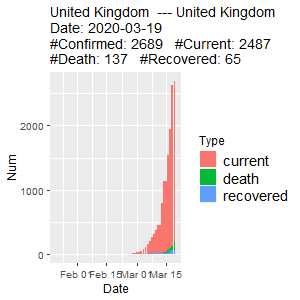 United Kingdom --- United Kingdom
Date: 2020-03-19
#Confirmed: 2689 #Current: 2487
#Death: 137 #Recovered: 65
Num
2000
1000
0
Feb 01
Feb 15
Mar 01
Mar 15
Date
Type
current
death
recovered